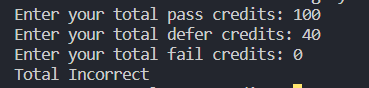 Enter your total pass credits: 100
Enter your total defer credits: 40
Enter your total fail credits: 0
Total Incorrect